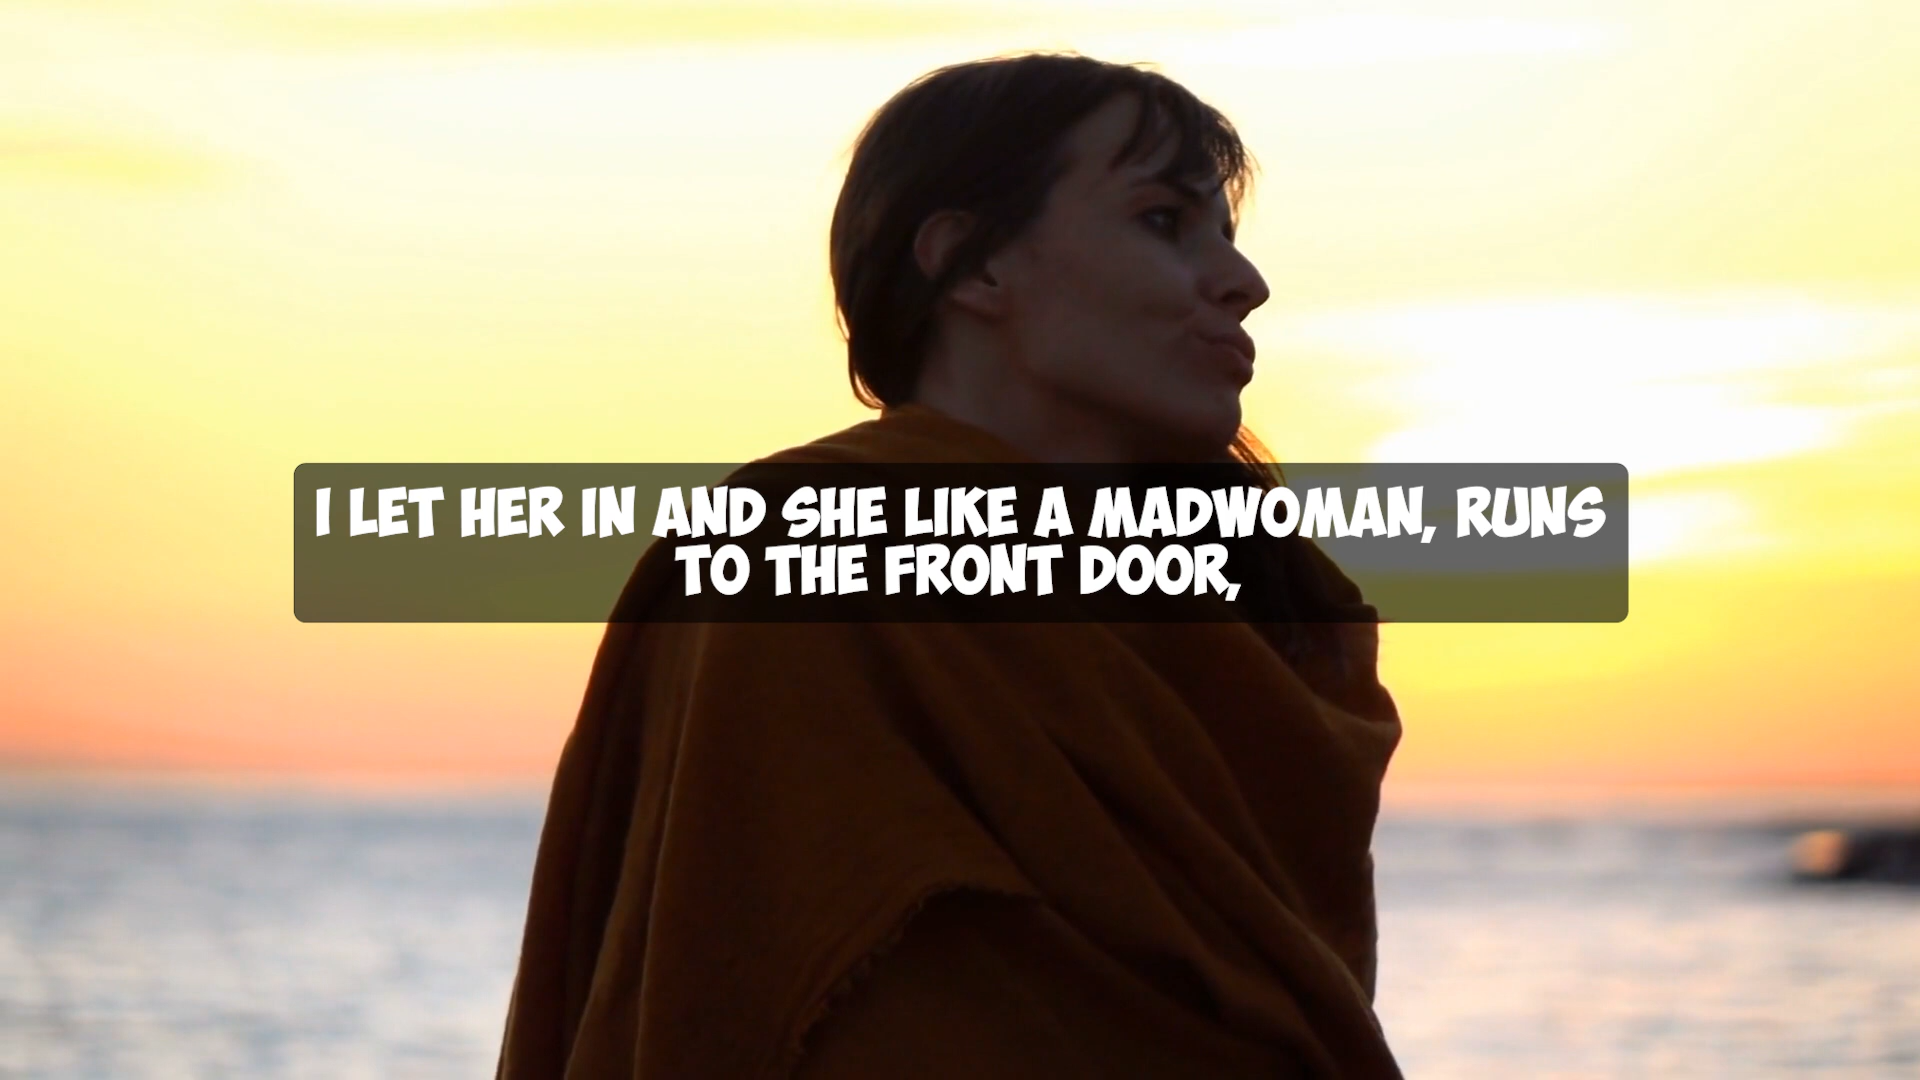 I LET HER IN AND SHE LIKE A MADWOMAN, RUNS
TO THE FRONT DOOR,